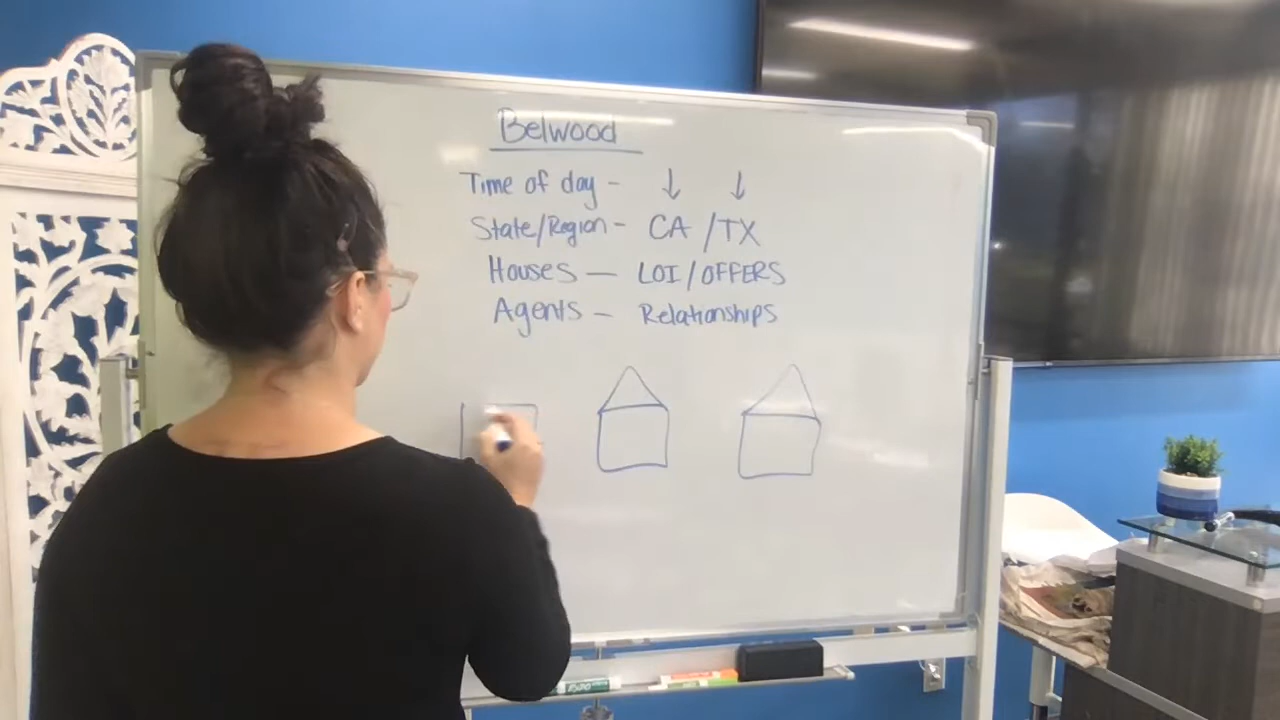 Belwood
Time of day - ↓ ↓
State/Region - CA / TX
Houses — LOI/OFFERS
Agents — Relationships